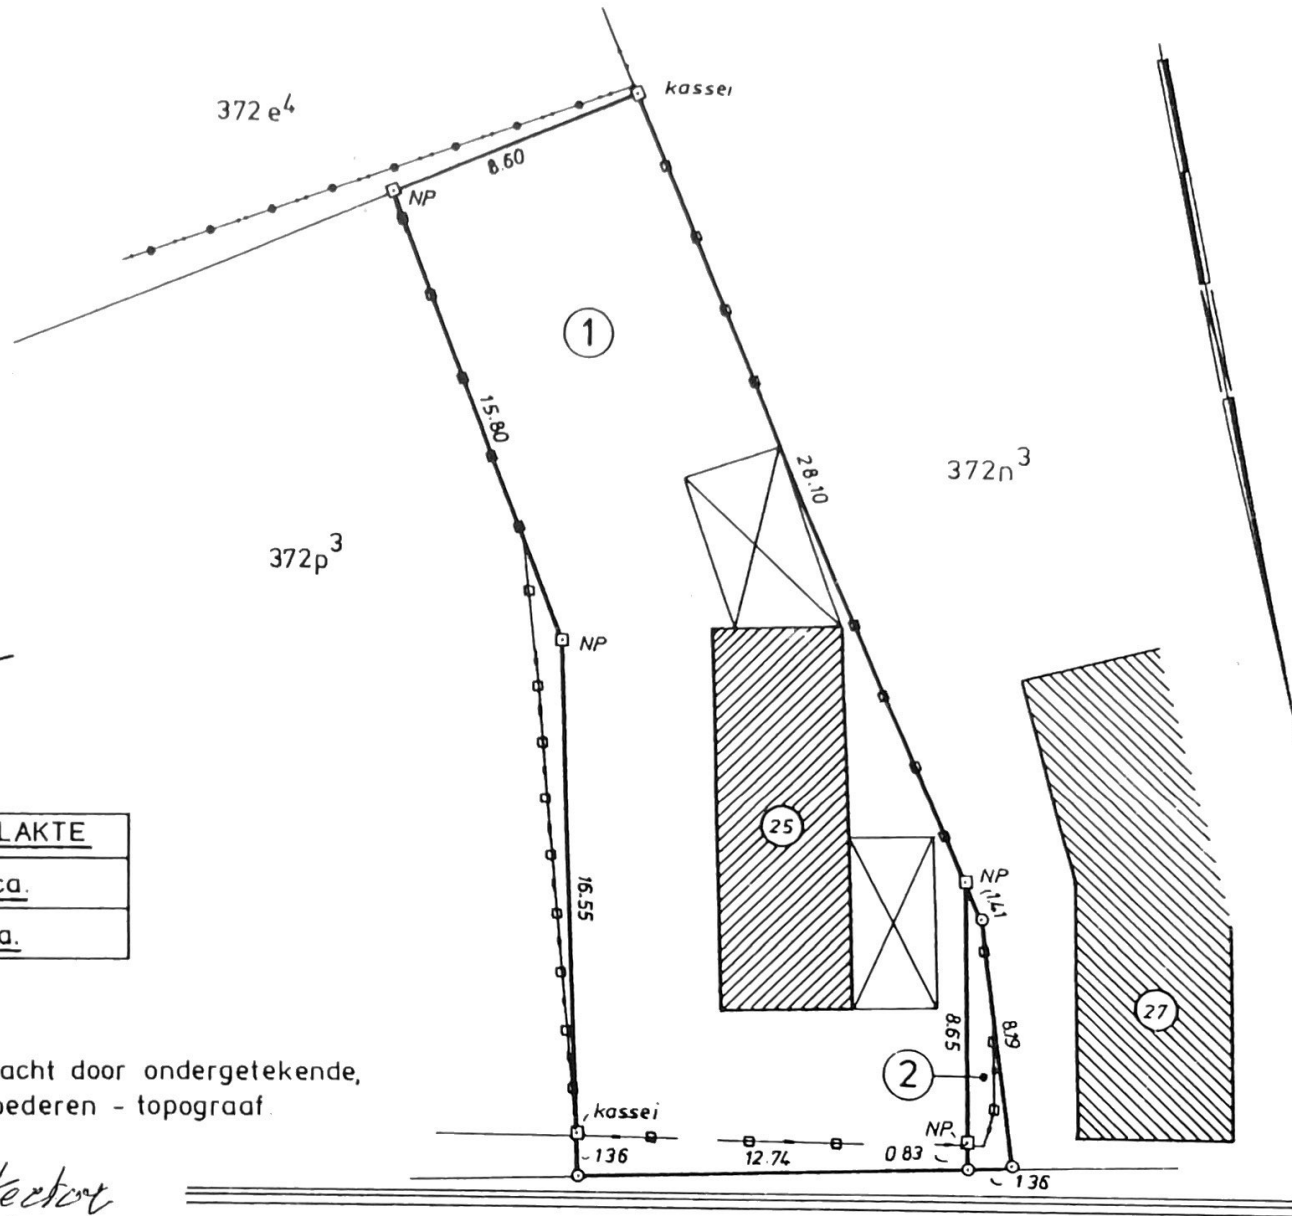 kassei
372 e4
8.60
NP
1
15.80
28.10
372n3
372p3
NP
LAKTE
ca.
a.
25
NP
1.41
16.55
8.65
8.79
27
2
acht door ondergetekende,
oederen - topograaf
kassei
NP
136
12.74
0 83
136